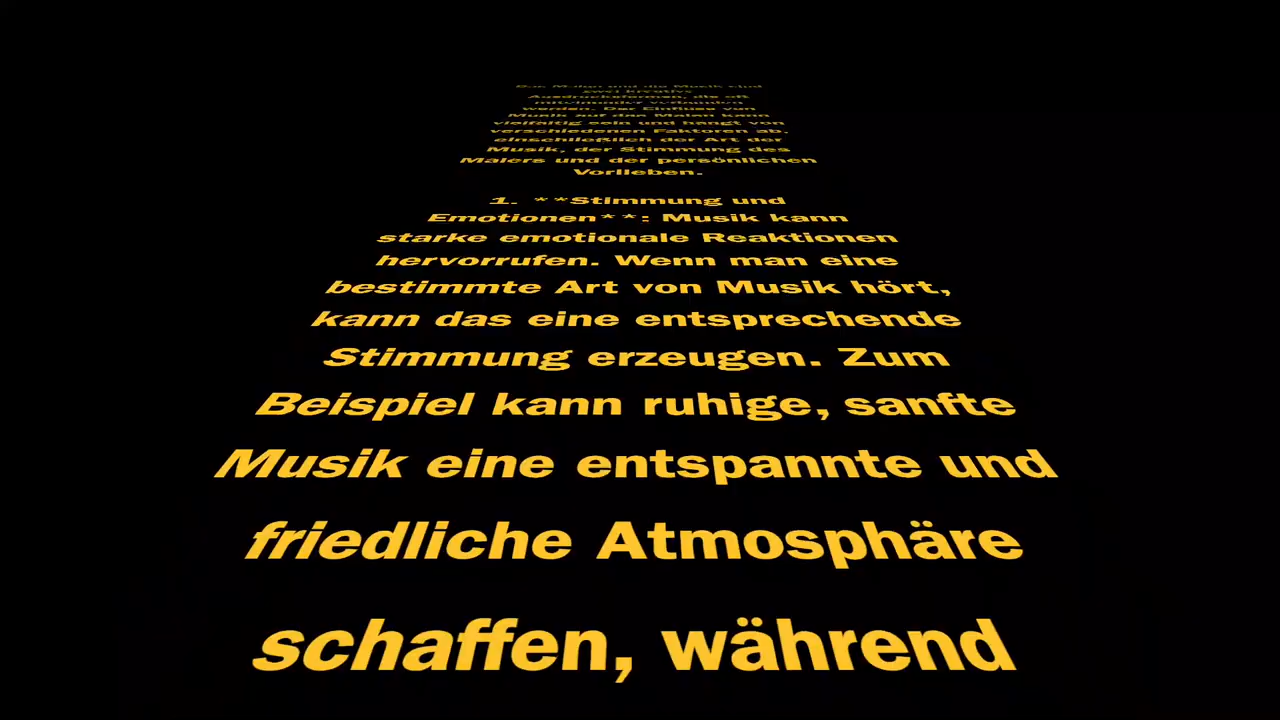 Das Malen und die Musik sind
zwei kreative
Ausdrucksformen, die oft
miteinander verbunden
werden. Der Einfluss von
Musik auf das Malen kann
vielfältig sein und hängt von
verschiedenen Faktoren ab,
einschließlich der Art der
Musik, der Stimmung des
Malers und der persönlichen
Vorlieben.
1. **Stimmung und
Emotionen**: Musik kann
starke emotionale Reaktionen
hervorrufen. Wenn man eine
bestimmte Art von Musik hört,
kann das eine entsprechende
Stimmung erzeugen. Zum
Beispiel kann ruhige, sanfte
Musik eine entspannte und
friedliche Atmosphäre
schaffen, während